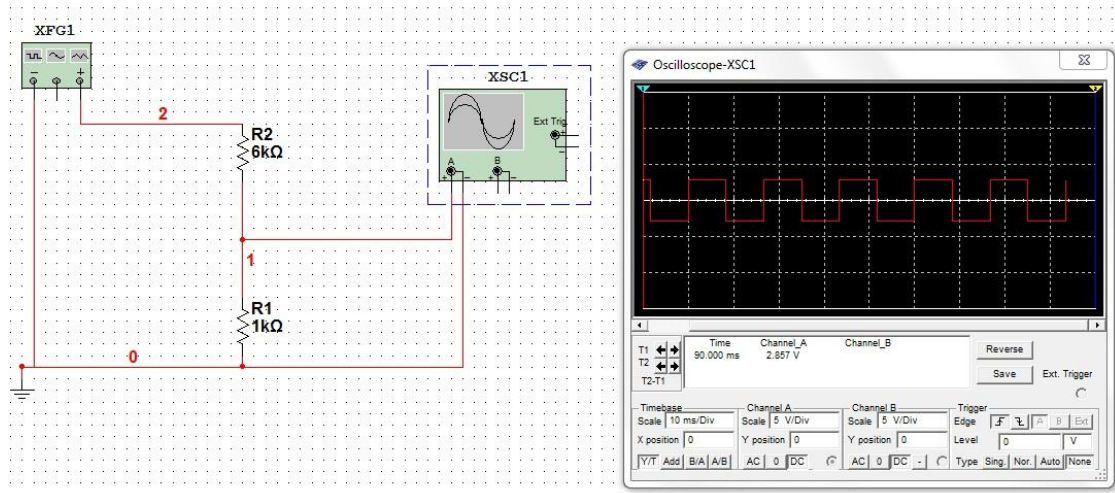 XFG1
2
R2
6kΩ
1
R1
1kΩ
0
XSC1
Ext Trig
A
B
Oscilloscope-XSC1
T1
T2
T2-T1
Time Channel_A Channel_B
90.000 ms 2.857 V
Reverse
Save
Ext. Trigger
Timebase
Scale 10 ms/Div
X position 0
Y/T Add B/A A/B
Channel A
Scale 5 V/Div
Y position 0
AC 0 DC
Channel B
Scale 5 V/Div
Y position 0
AC 0 DC -
Trigger
Edge A B Ext
Level 0 V
Type Sing. Nor. Auto None